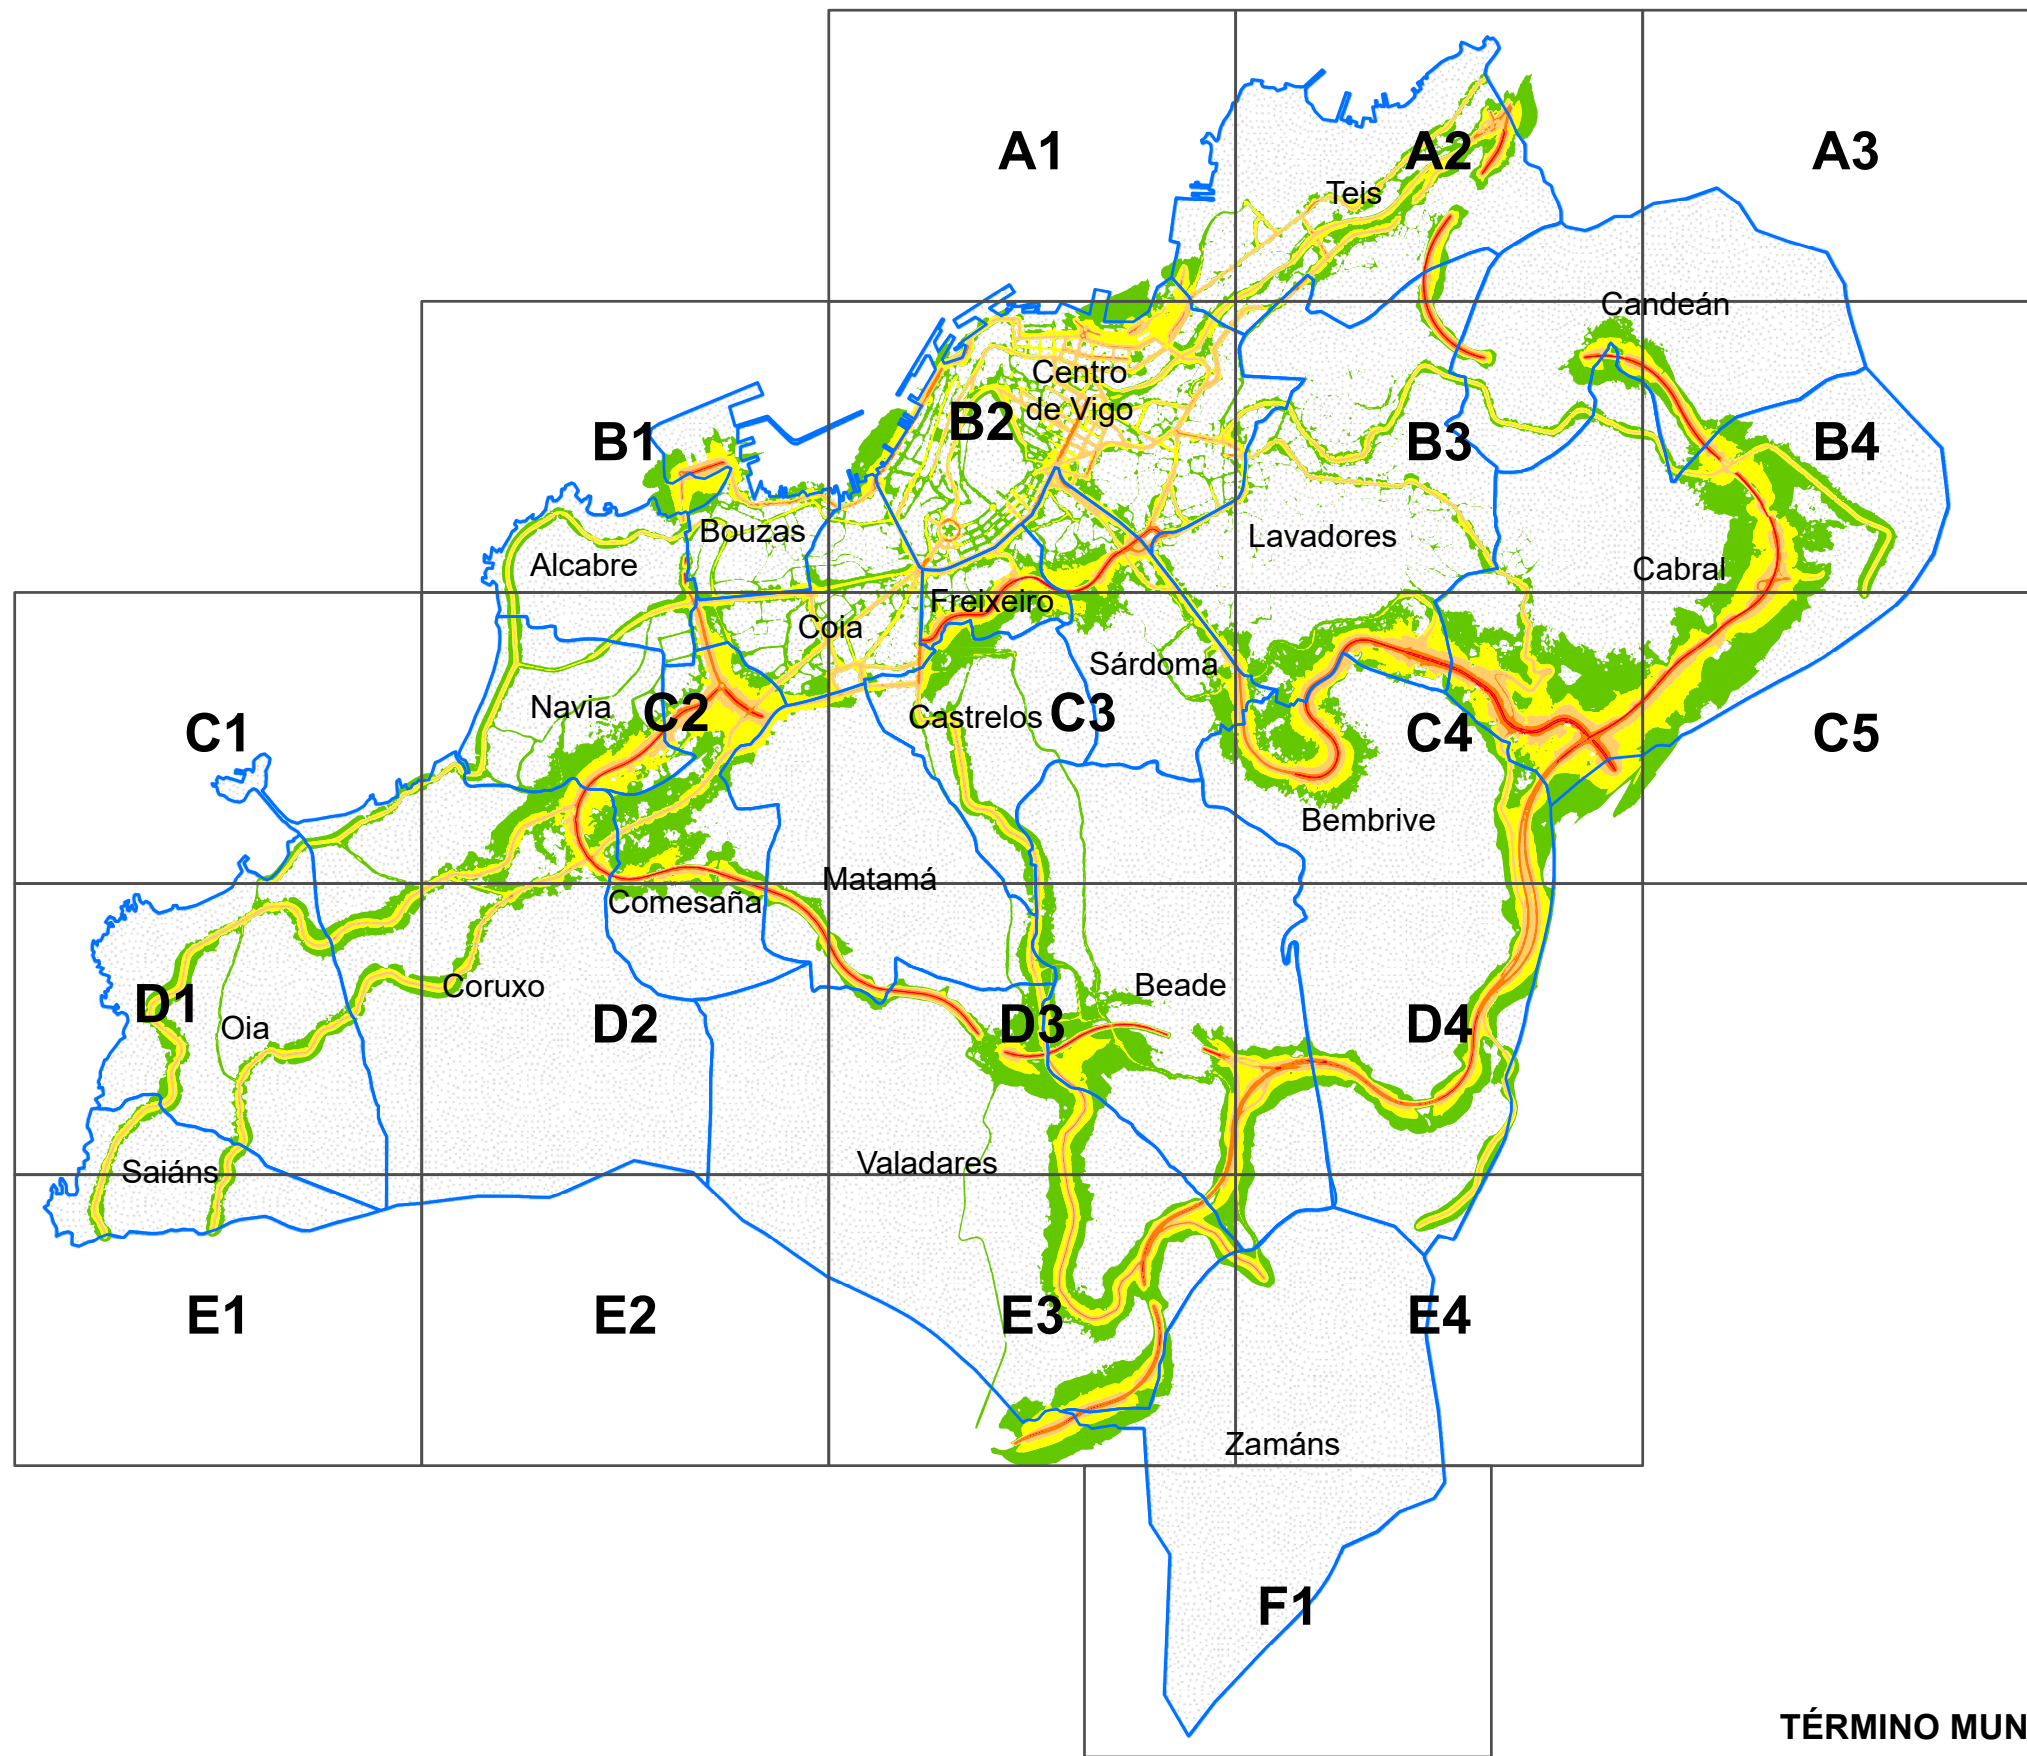 A1
A2
A3
Teis
Candeán
Centro
de Vigo
B1
B2
B3
B4
Bouzas
Lavadores
Alcabre
Cabral
Freixeiro
Coia
Sárdoma
Navia
C1
C2
Castrelos
C3
C4
C5
Bembrive
Matamá
Comesaña
Coruxo
Beade
D1
Oia
D2
D3
D4
Saiáns
Valadares
E1
E2
E3
E4
Zamáns
F1
TÉRMINO MUN